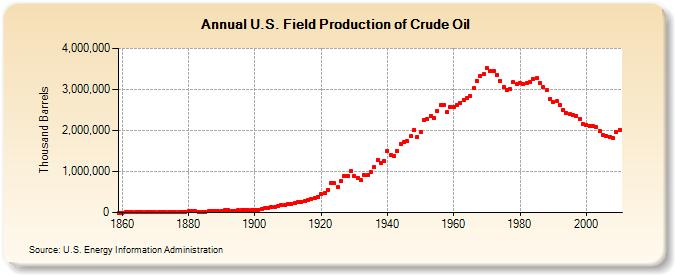 Annual U.S. Field Production of Crude Oil
Thousand Barrels
4,000,000
3,000,000
2,000,000
1,000,000
0
1860 1880 1900 1920 1940 1960 1980 2000
Source: U.S. Energy Information Administration